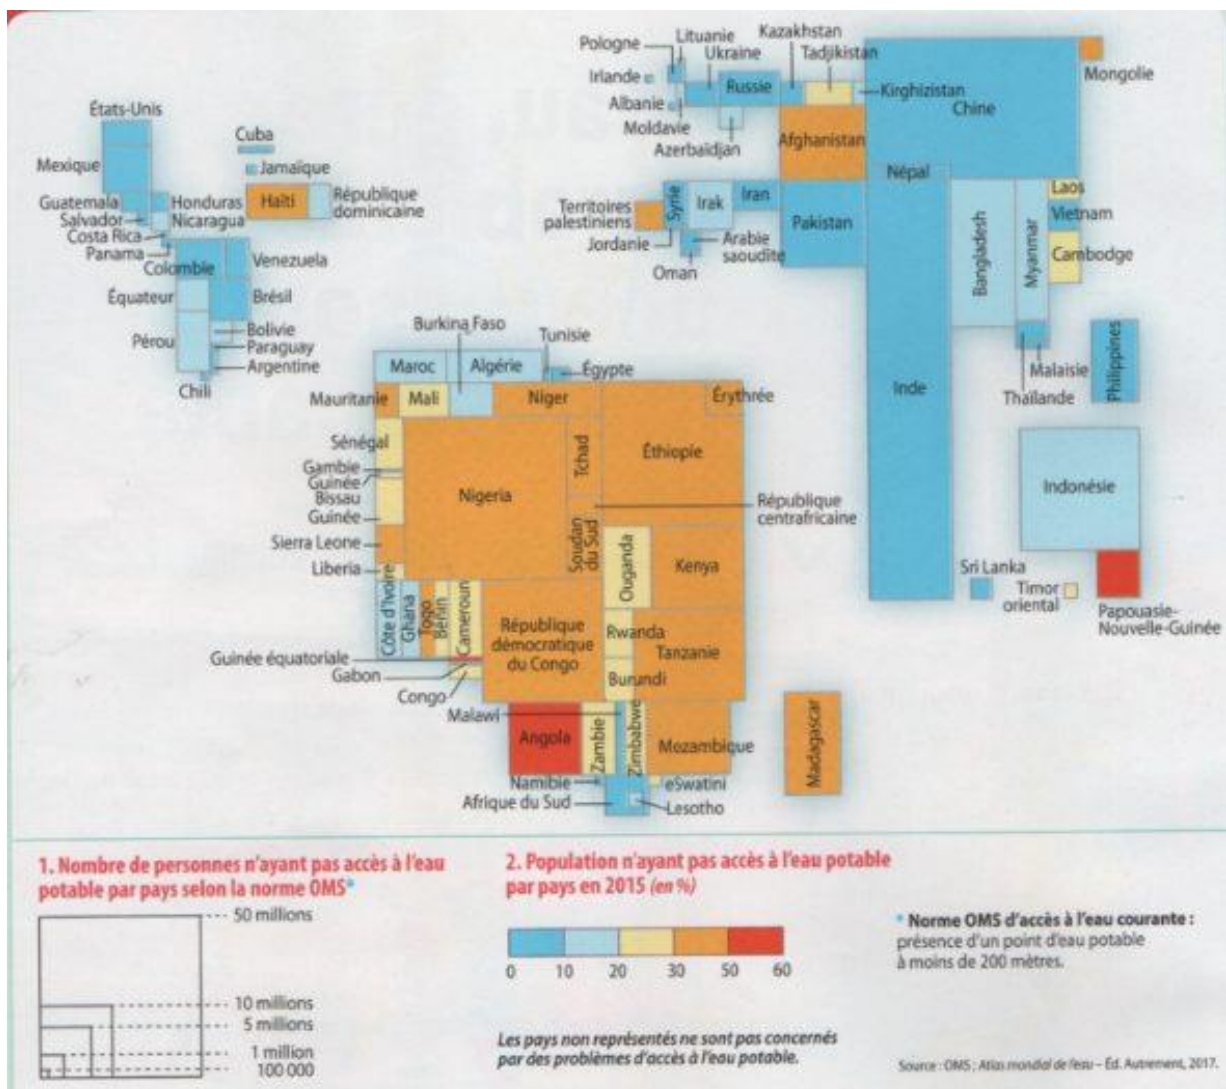 États-Unis
Mexique
Guatemala
Salvador
Costa Rica
Panama
Honduras
Nicaragua
Cuba
Jamaïque
Haïti
République
dominicaine
Colombie
Venezuela
Équateur
Brésil
Pérou
Bolivie
Paraguay
Argentine
Chili
Pologne
Lituanie
Ukraine
Irlande
Russie
Albanie
Moldavie
Azerbaïdjan
Kazakhstan
Tadjikistan
Kirghizistan
Afghanistan
Chine
Mongolie
Népal
Territoires
palestiniens
Syrie
Irak
Iran
Jordanie
Arabie
saoudite
Oman
Pakistan
Inde
Bangladesh
Myanmar
Laos
Vietnam
Cambodge
Malaisie
Thaïlande
Philippines
Indonésie
Sri Lanka
Timor
oriental
Papouasie-
Nouvelle-Guinée
Burkina Faso
Tunisie
Maroc
Algérie
Égypte
Mauritanie
Mali
Niger
Érythrée
Sénégal
Gambie
Guinée
Bissau
Guinée
Sierra Leone
Liberia
Nigeria
Tchad
Éthiopie
République
centrafricaine
Soudan
du Sud
Ouganda
Kenya
Côte d'Ivoire
Ghana
Togo
Bénin
Cameroun
République
démocratique
du Congo
Rwanda
Tanzanie
Burundi
Guinée équatoriale
Gabon
Congo
Malawi
Angola
Zambie
Zimbabwe
Mozambique
Madagascar
Namibie
eSwatini
Afrique du Sud
Lesotho
1. Nombre de personnes n'ayant pas accès à l'eau
potable par pays selon la norme OMS*
50 millions
10 millions
5 millions
1 million
100 000
2. Population n'ayant pas accès à l'eau potable
par pays en 2015 (en %)
0 10 20 30 50 60
Les pays non représentés ne sont pas concernés
par des problèmes d'accès à l'eau potable.
* Norme OMS d'accès à l'eau courante :
présence d'un point d'eau potable
à moins de 200 mètres.
Source : OMS ; Atlas mondial de l'eau – Éd. Autrement, 2017.